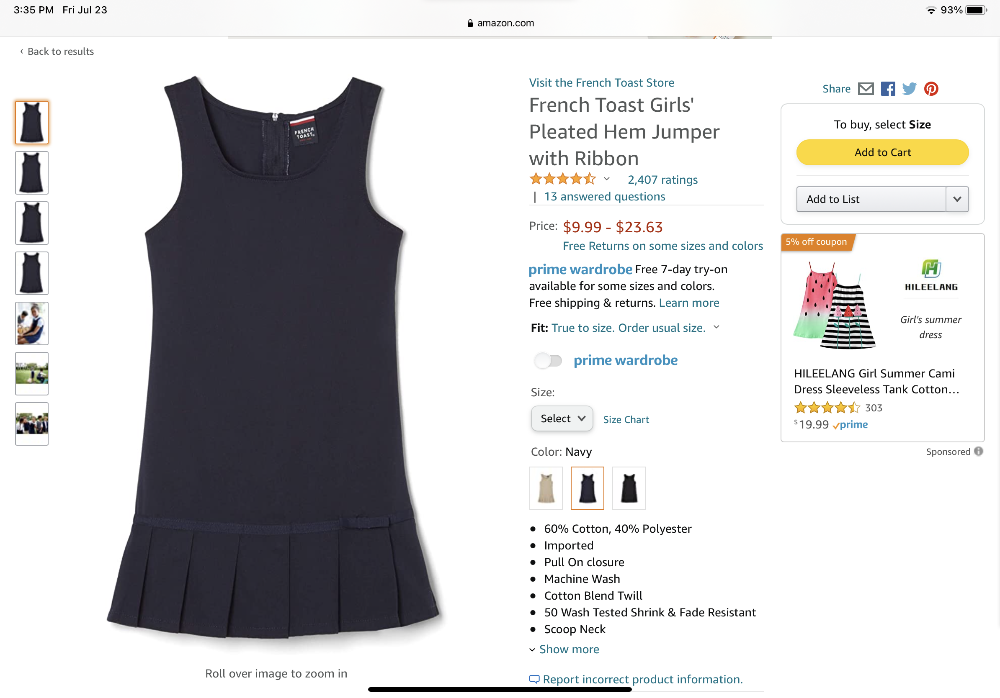 3:35 PM Fri Jul 23
93%
amazon.com
‹ Back to results
FRENCH
TOAST
Roll over image to zoom in
Visit the French Toast Store
French Toast Girls'
Pleated Hem Jumper
with Ribbon
2,407 ratings
| 13 answered questions
Price: $9.99 - $23.63
Free Returns on some sizes and colors
prime wardrobe Free 7-day try-on
available for some sizes and colors.
Free shipping & returns. Learn more
Fit: True to size. Order usual size.
prime wardrobe
Size:
Select
Size Chart
Color: Navy
• 60% Cotton, 40% Polyester
• Imported
• Pull On closure
• Machine Wash
• Cotton Blend Twill
• 50 Wash Tested Shrink & Fade Resistant
• Scoop Neck
Show more
Report incorrect product information.
Share
To buy, select Size
Add to Cart
Add to List
5% off coupon
HILEELANG
Girl's summer
dress
HILEELANG Girl Summer Cami
Dress Sleeveless Tank Cotton…
303
$19.99 prime
Sponsored